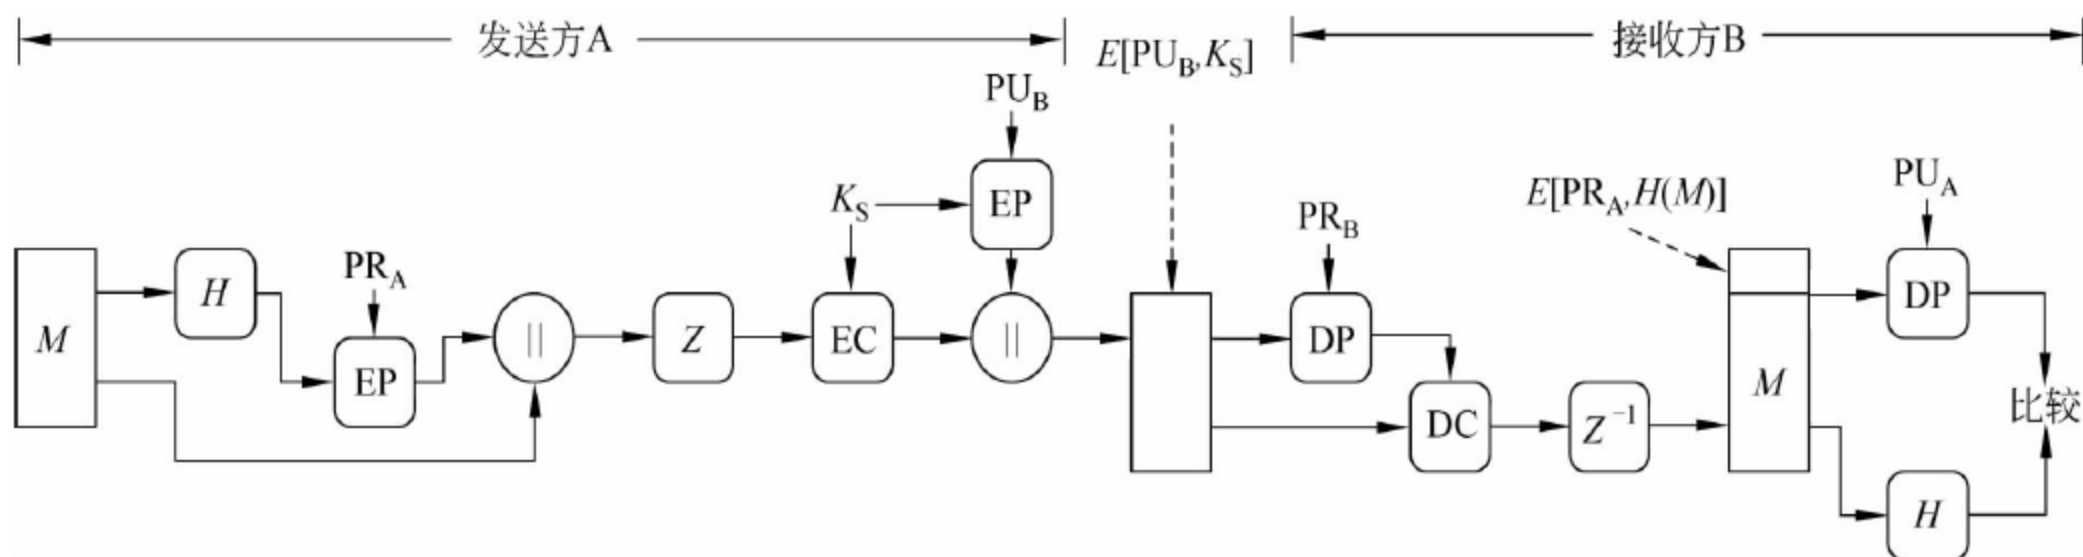 发送方A
E[PU_B,K_S]
接收方B
PU_B
K_S
EP
PR_B
E[PR_A,H(M)]
PU_A
M
H
PR_A
EP
||
Z
EC
||
DP
DC
Z^{-1}
M
DP
比较
H